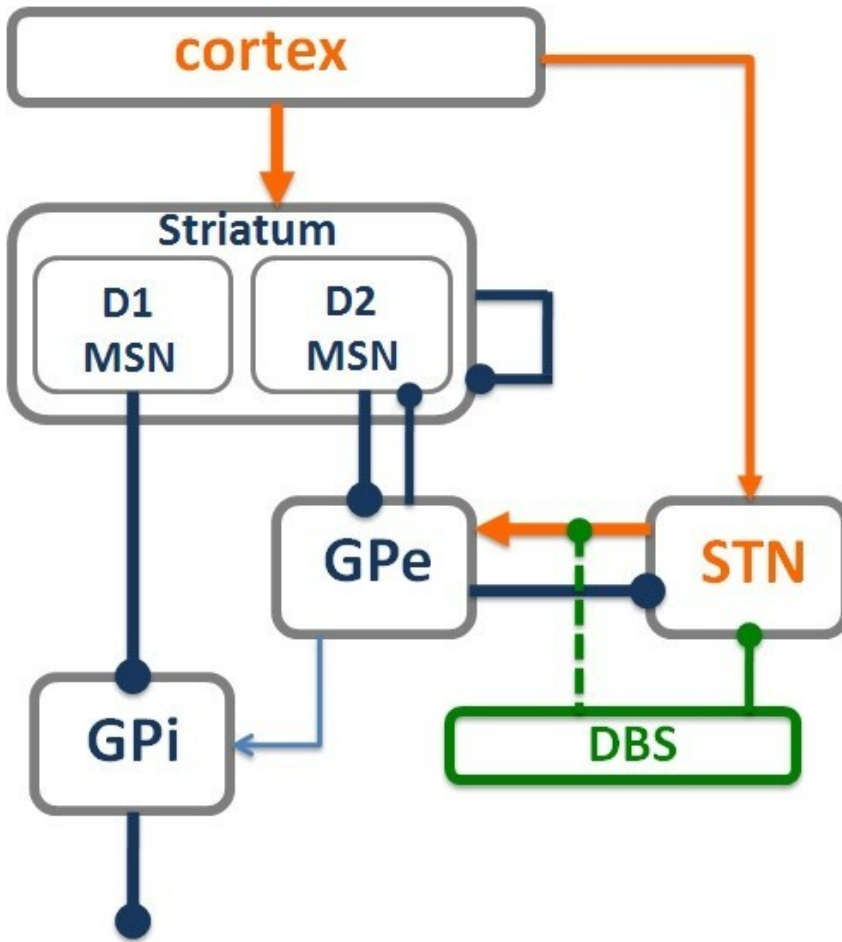 cortex
Striatum
D1
MSN
D2
MSN
GPe
STN
GPi
DBS